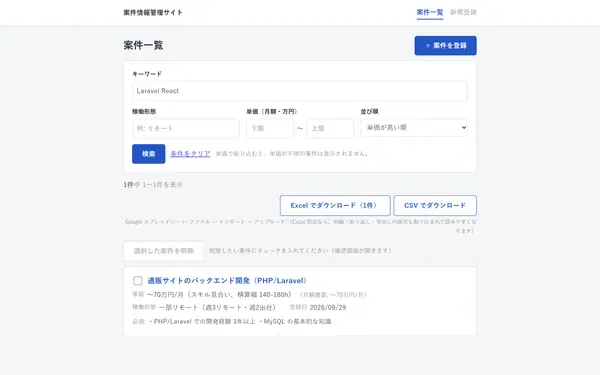 案件情報管理サイト
案件一覧 新規登録
案件一覧
＋ 案件を登録
キーワード
Laravel React
稼働形態 単価（月額・万円） 並び順
例: リモート 下限 〜 上限 単価が高い順
検索 条件をクリア 単価で絞り込むと、単価が不明の案件は表示されません。
1件中 1〜1件を表示
Excel でダウンロード（1件） CSV でダウンロード
Google スプレッドシート: ファイル → インポート → アップロード（Excel 形式なら、列幅・折り返し・見出しの固定も取り込まれて読みやすくな
ります）
選択した案件を削除 削除したい案件にチェックを入れてください（確認画面が開きます）
通販サイトのバックエンド開発（PHP/Laravel）
単価 〜70万円/月（スキル見合い、精算幅 140-180h） （月額換算: 〜70万円/月）
稼働形態 一部リモート（週3リモート・週2出社） 登録日 2026/09/29
必須: ・PHP/Laravel での開発経験 3年以上 ・MySQL の基本的な知識